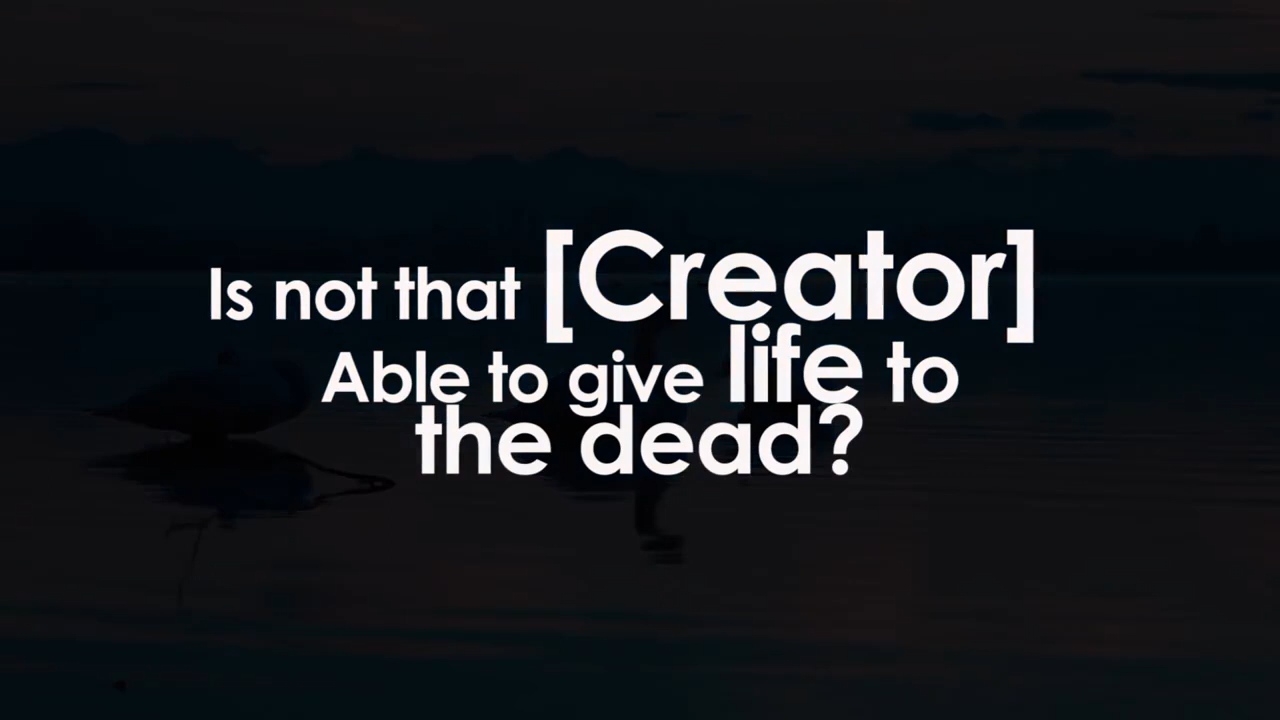 Is not that [Creator]
Able to give life to
the dead?